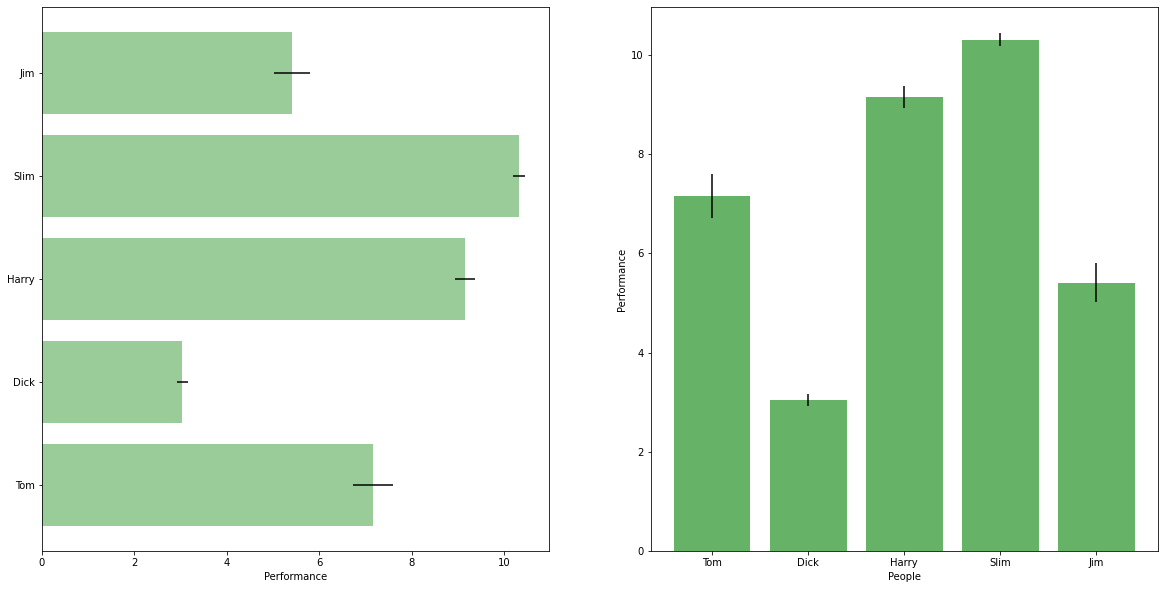 Jim
Slim
Harry
Dick
Tom
0 2 4 6 8 10
Performance
10
8
6
4
2
0
Performance
Tom Dick Harry Slim Jim
People